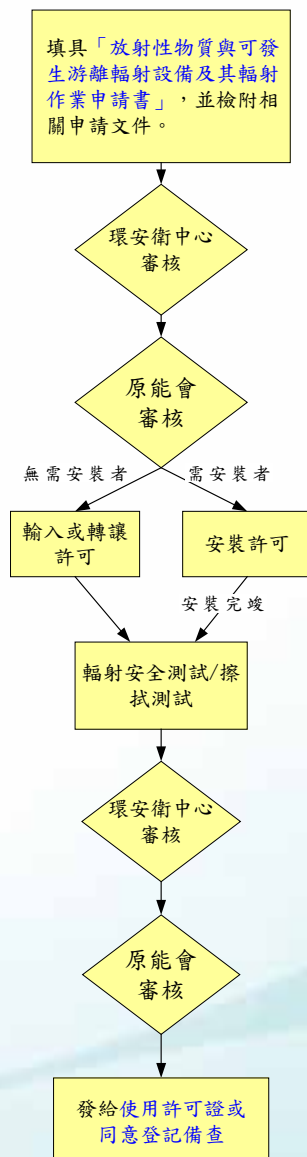 填具「放射性物質與可發
生游離輻射設備及其輻射
作業申請書」，並檢附相
關申請文件。
環安衛中心
審核
原能會
審核
無需安裝者
需安裝者
輸入或轉讓
許可
安裝許可
安裝完竣
輻射安全測試/擦
拭測試
環安衛中心
審核
原能會
審核
發給使用許可證或
同意登記備查